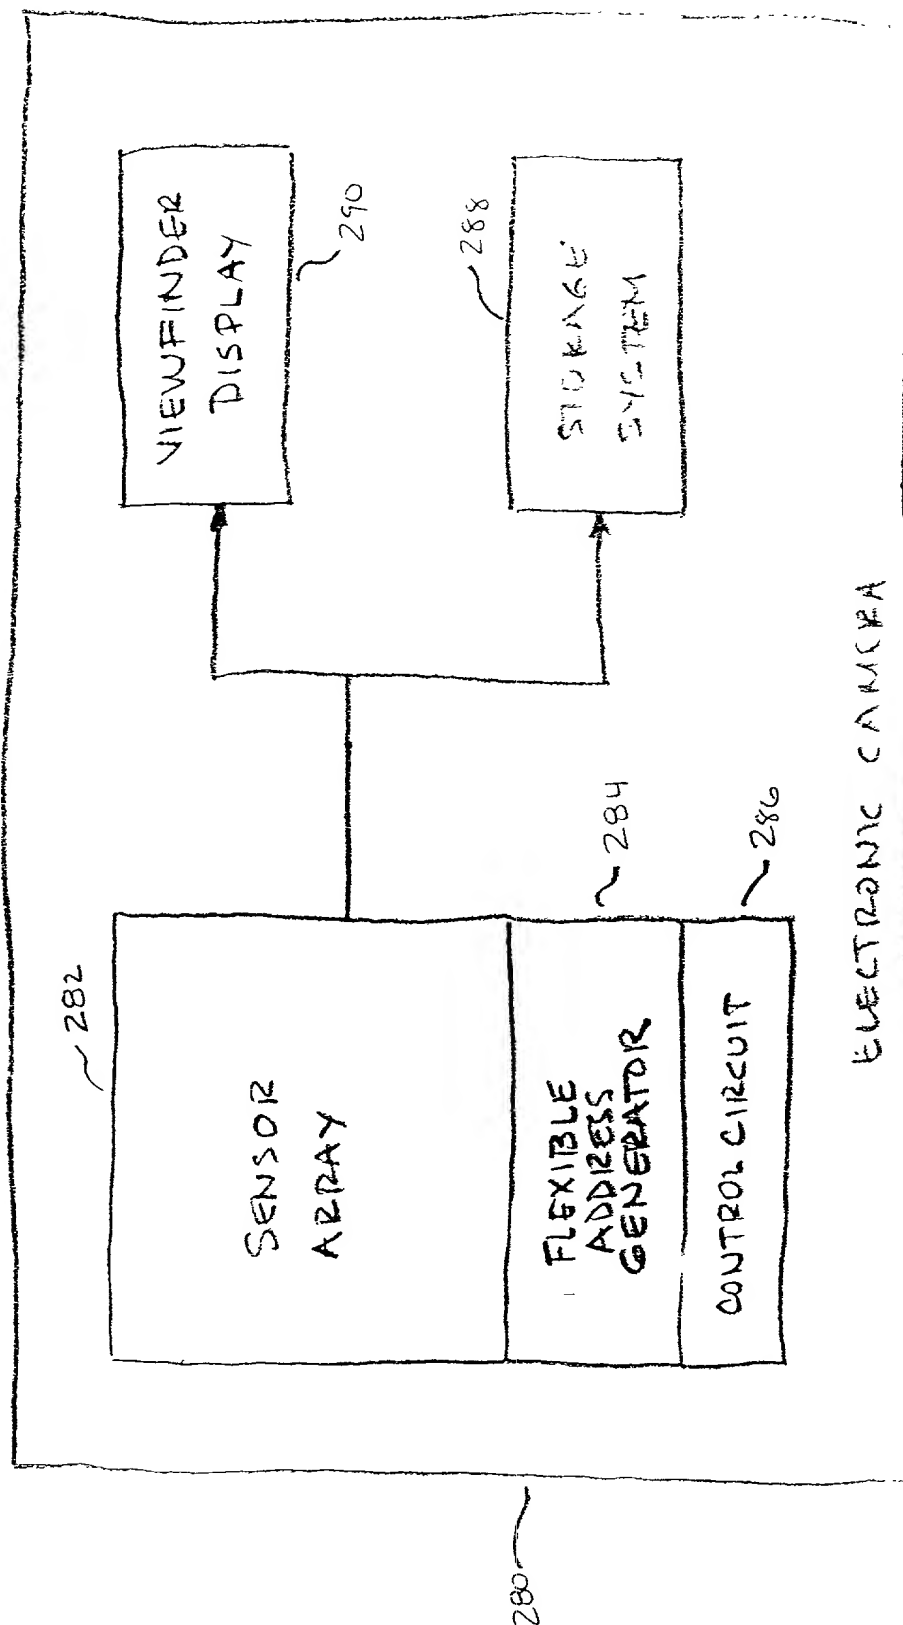 282
SENSOR
ARRAY
FLEXIBLE
ADDRESS
GENERATOR
284
CONTROL CIRCUIT
286
VIEWFINDER
DISPLAY
290
288
STORAGE
SYSTEM
280
ELECTRONIC CAMERA